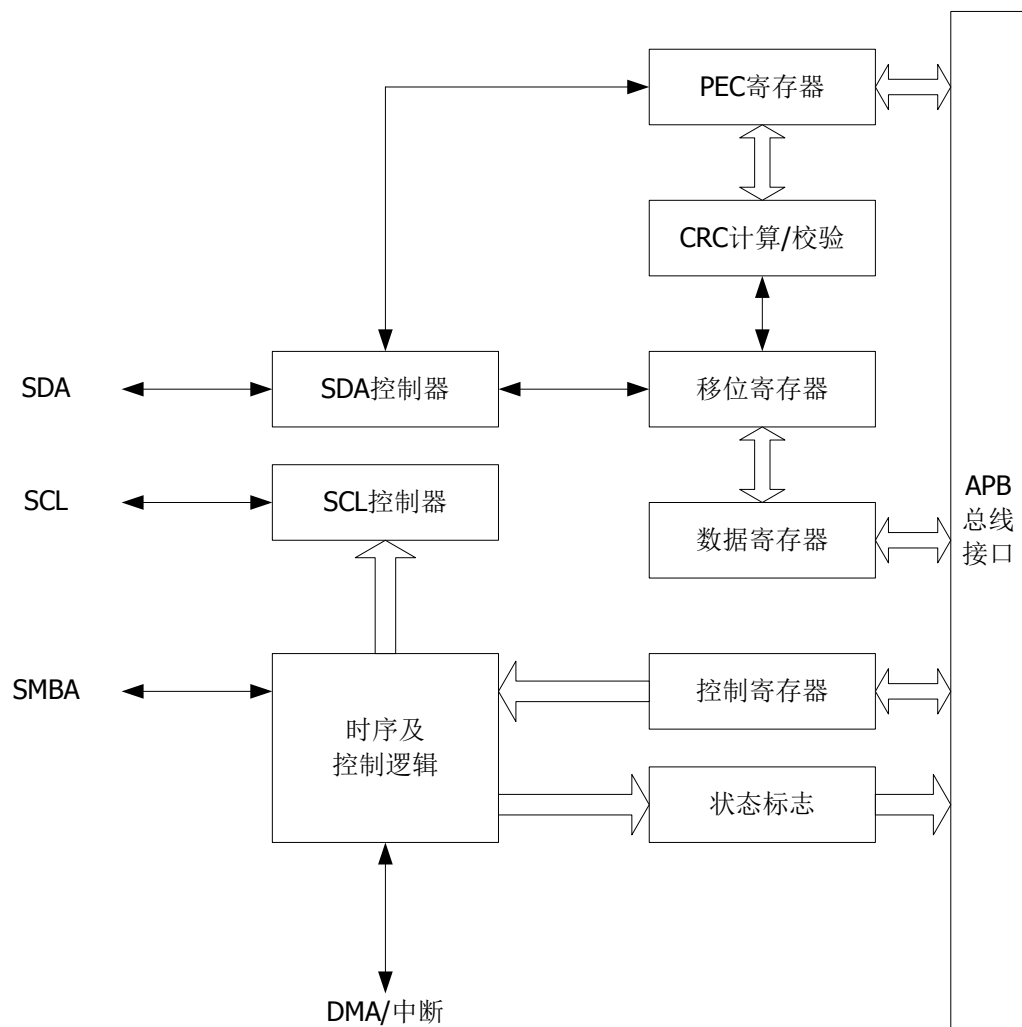 PEC寄存器
CRC计算/校验
SDA
SDA控制器
移位寄存器
SCL
SCL控制器
数据寄存器
APB
总线
接口
SMBA
时序及
控制逻辑
控制寄存器
状态标志
DMA/中断